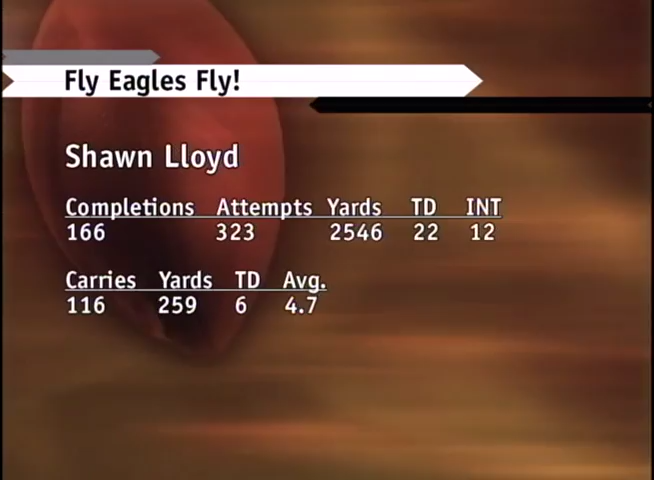 Fly Eagles Fly!
Shawn Lloyd
Completions Attempts Yards TD INT
166 323 2546 22 12
Carries Yards TD Avg.
116 259 6 4.7